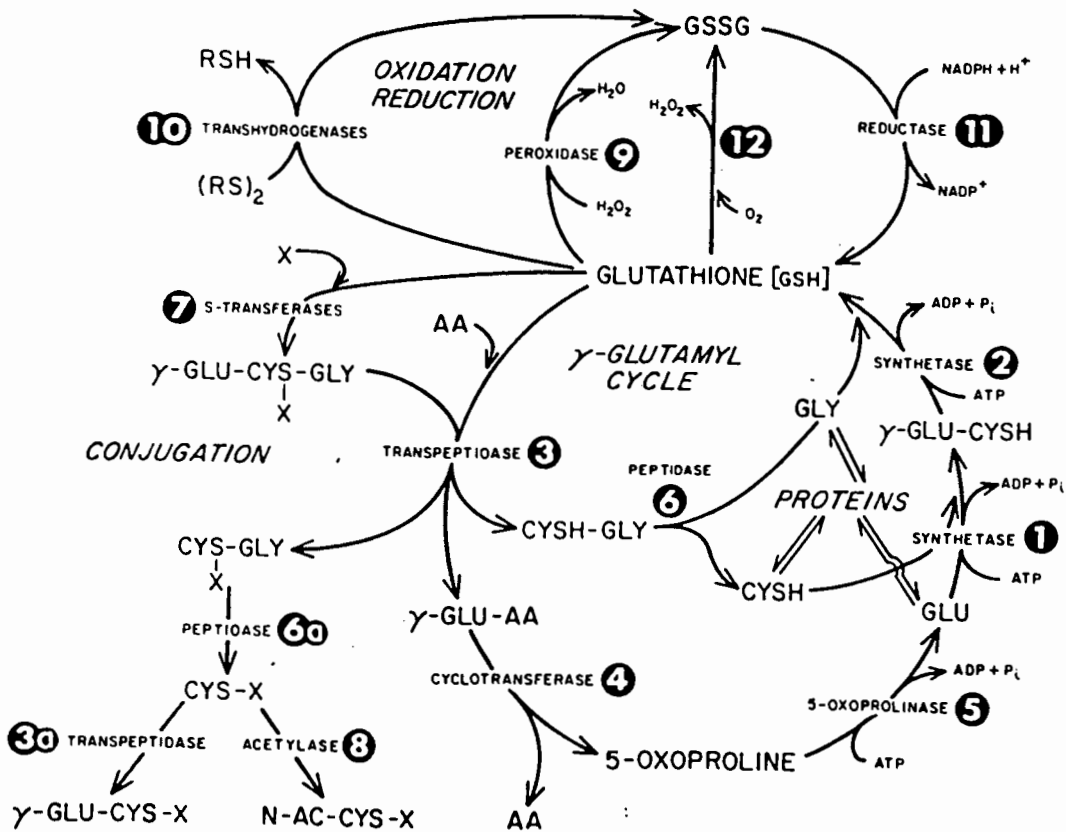 GSSG
RSH
OXIDATION
REDUCTION
NADPH + H⁺
H₂O
H₂O₂
10 TRANSHYDROGENASES
PEROXIDASE 9
12
REDUCTASE 11
(RS)₂
H₂O₂
O₂
NADP⁺
X
GLUTATHIONE [GSH]
7 S-TRANSFERASES
AA
ADP + Pi
γ-GLUTAMYL
CYCLE
SYNTHETASE 2
γ-GLU-CYS-GLY
X
ATP
GLY
γ-GLU-CYSH
CONJUGATION
TRANSPEPTIDASE 3
PEPTIDASE
6
PROTEINS
ADP + Pi
CYSH-GLY
SYNTHETASE 1
CYS-GLY
X
CYSH
ATP
γ-GLU-AA
GLU
PEPTIDASE 6a
CYCLOTRANSFERASE 4
ADP + Pi
CYS-X
5-OXOPROLINASE 5
3a TRANSPEPTIDASE
ACETYLASE 8
5-OXOPROLINE
ATP
γ-GLU-CYS-X
N-AC-CYS-X
AA